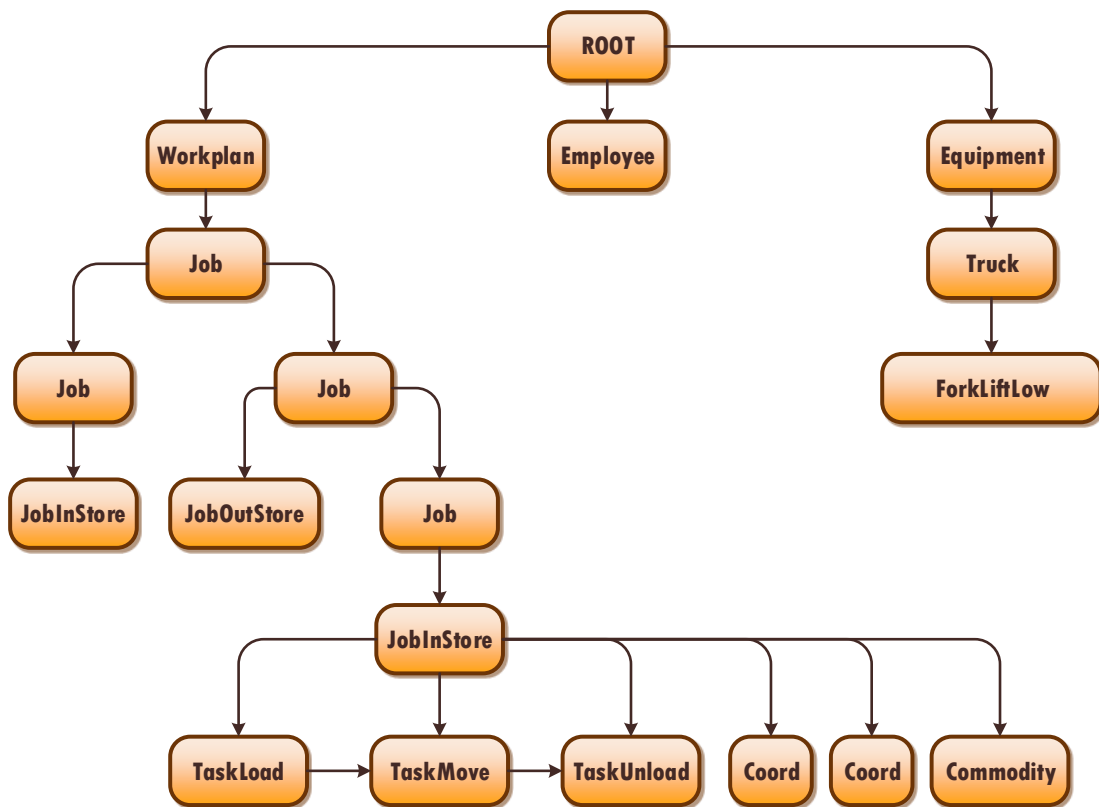 ROOT
Workplan
Employee
Equipment
Job
Truck
Job
Job
ForkLiftLow
JobInStore
JobOutStore
Job
JobInStore
TaskLoad
TaskMove
TaskUnload
Coord
Coord
Commodity